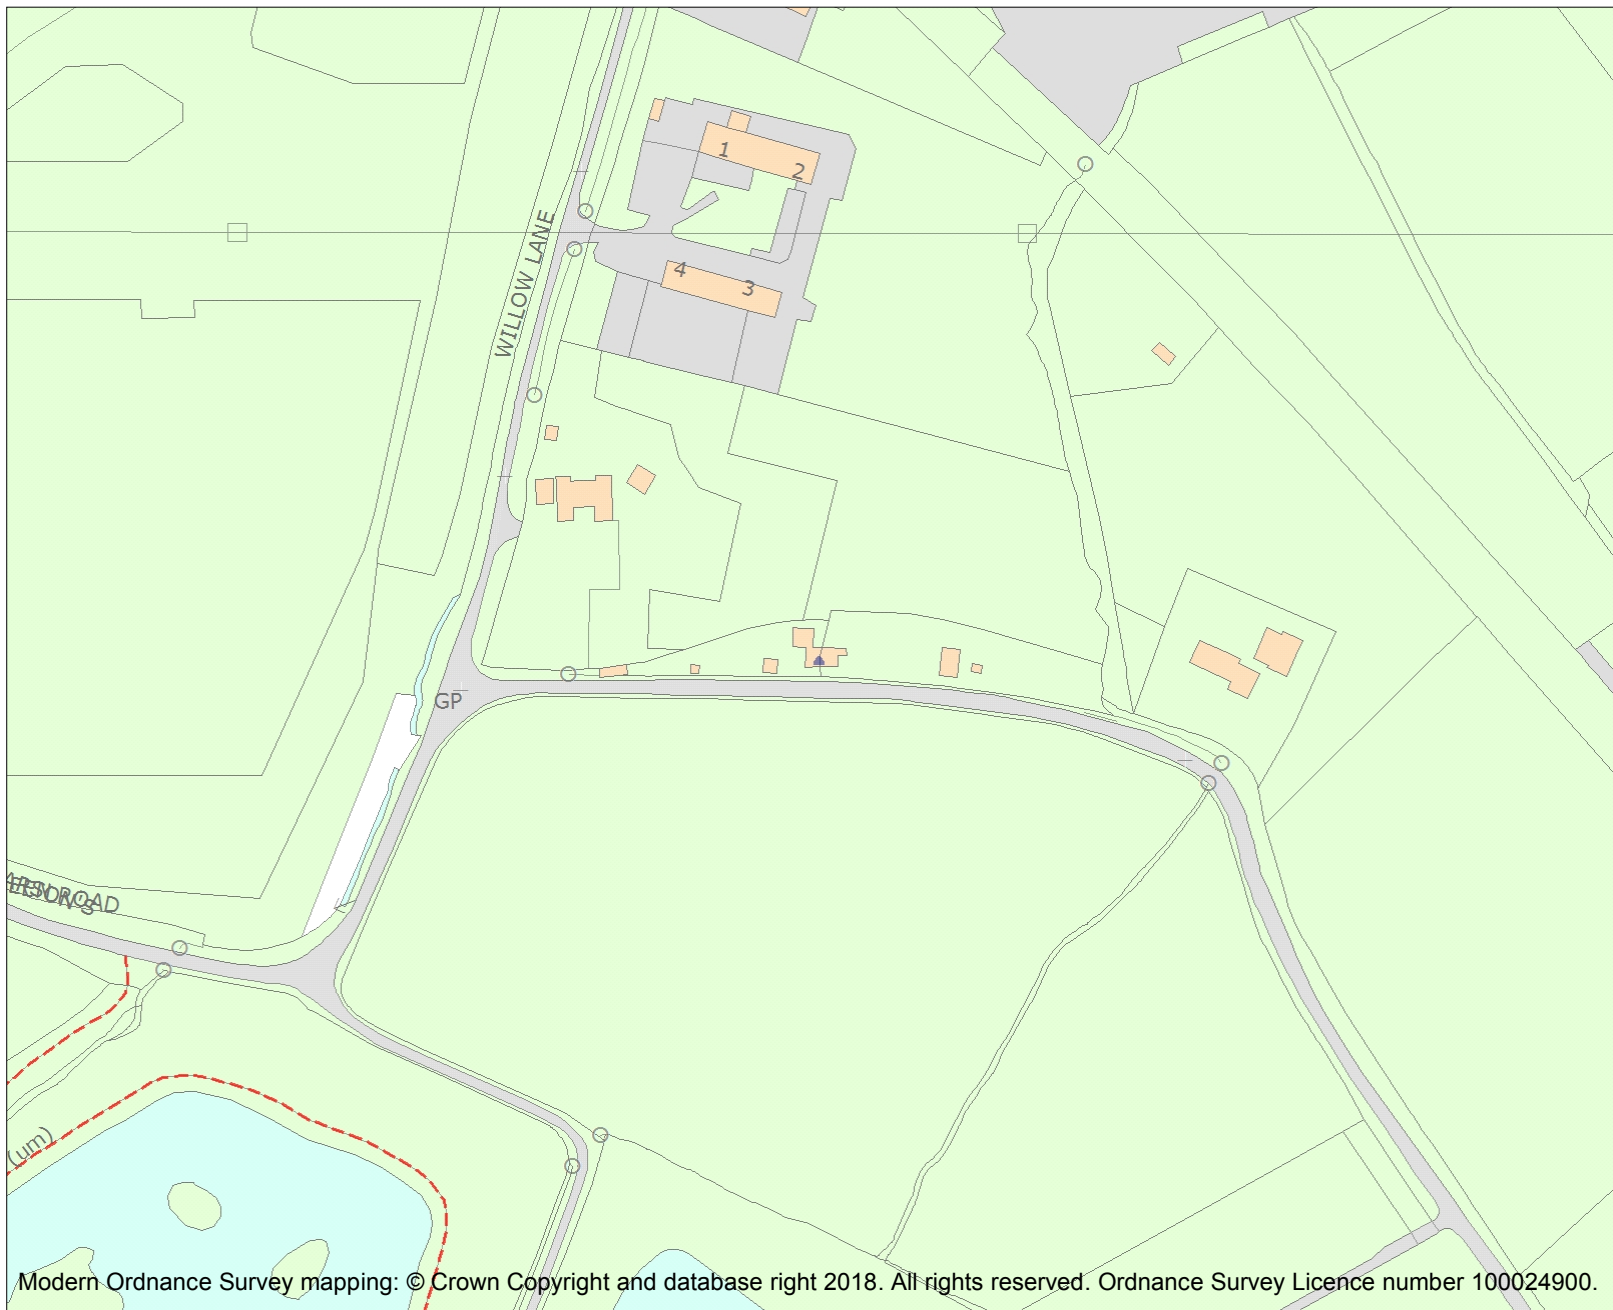 1
2
WILLOW LANE
4
3
GP
ROAD
(um)
Modern Ordnance Survey mapping: © Crown Copyright and database right 2018. All rights reserved. Ordnance Survey Licence number 100024900.